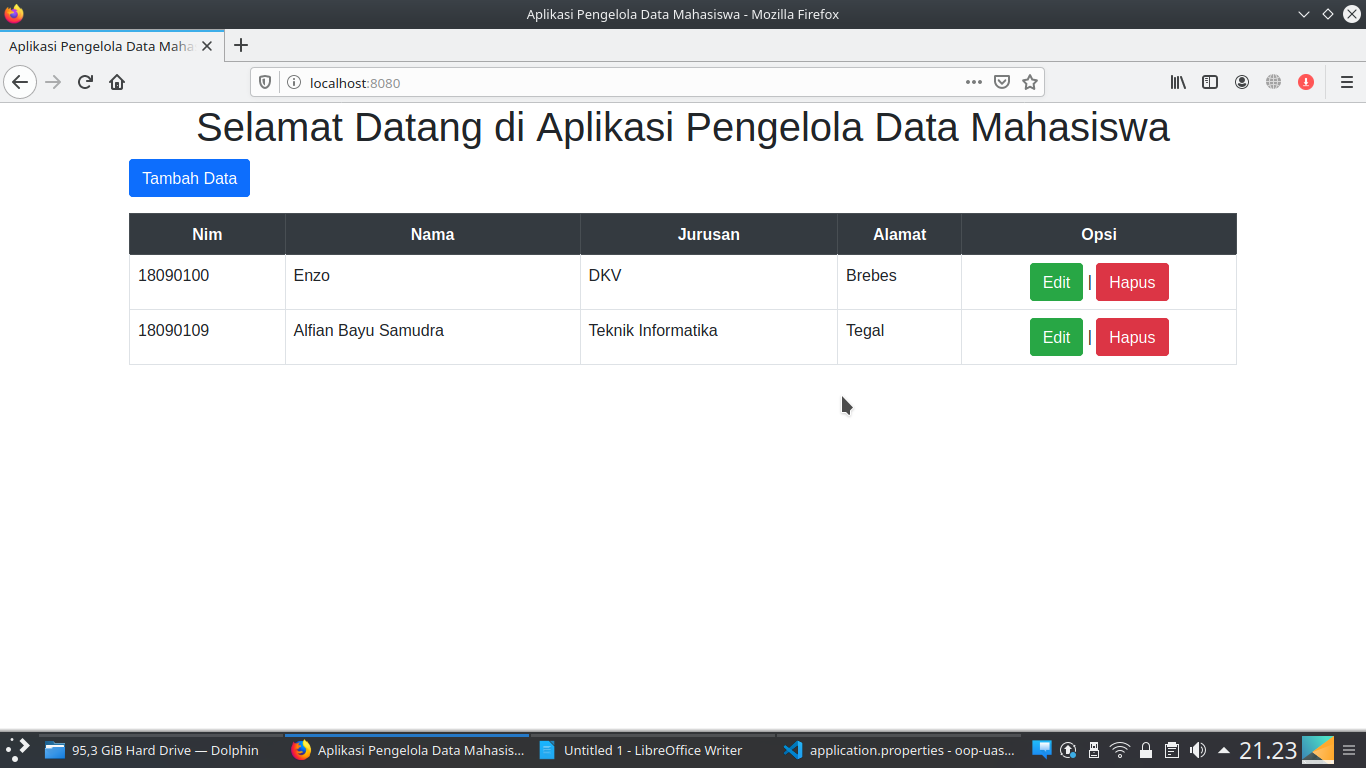 Aplikasi Pengelola Data Mahasiswa - Mozilla Firefox
Aplikasi Pengelola Data Maha
localhost:8080
Selamat Datang di Aplikasi Pengelola Data Mahasiswa
Tambah Data
Nim Nama Jurusan Alamat Opsi
18090100 Enzo DKV Brebes Edit | Hapus
18090109 Alfian Bayu Samudra Teknik Informatika Tegal Edit | Hapus
95,3 GiB Hard Drive — Dolphin Aplikasi Pengelola Data Mahasis... Untitled 1 - LibreOffice Writer application.properties - oop-uas... 21.23